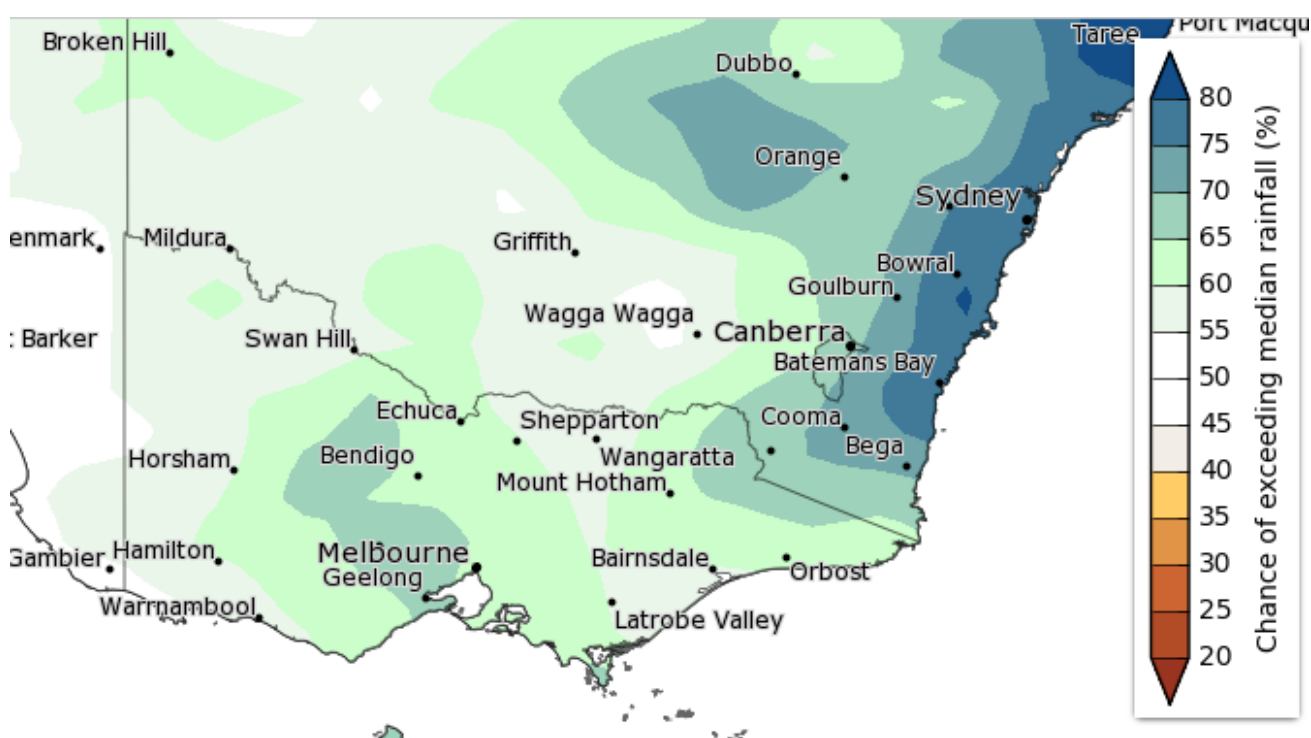 Port Macqu
Taree
Broken Hill
Dubbo
Orange
Sydney
enmark
Mildura
Griffith
Bowral
Goulburn
Wagga Wagga
Canberra
: Barker
Swan Hill
Batemans Bay
Echuca
Shepparton
Cooma
Bega
Horsham
Bendigo
Wangaratta
Mount Hotham
Gambier
Hamilton
Melbourne
Geelong
Bairnsdale
Orbost
Warrnambool
Latrobe Valley
80
75
70
65
60
55
50
45
40
35
30
25
20
Chance of exceeding median rainfall (%)